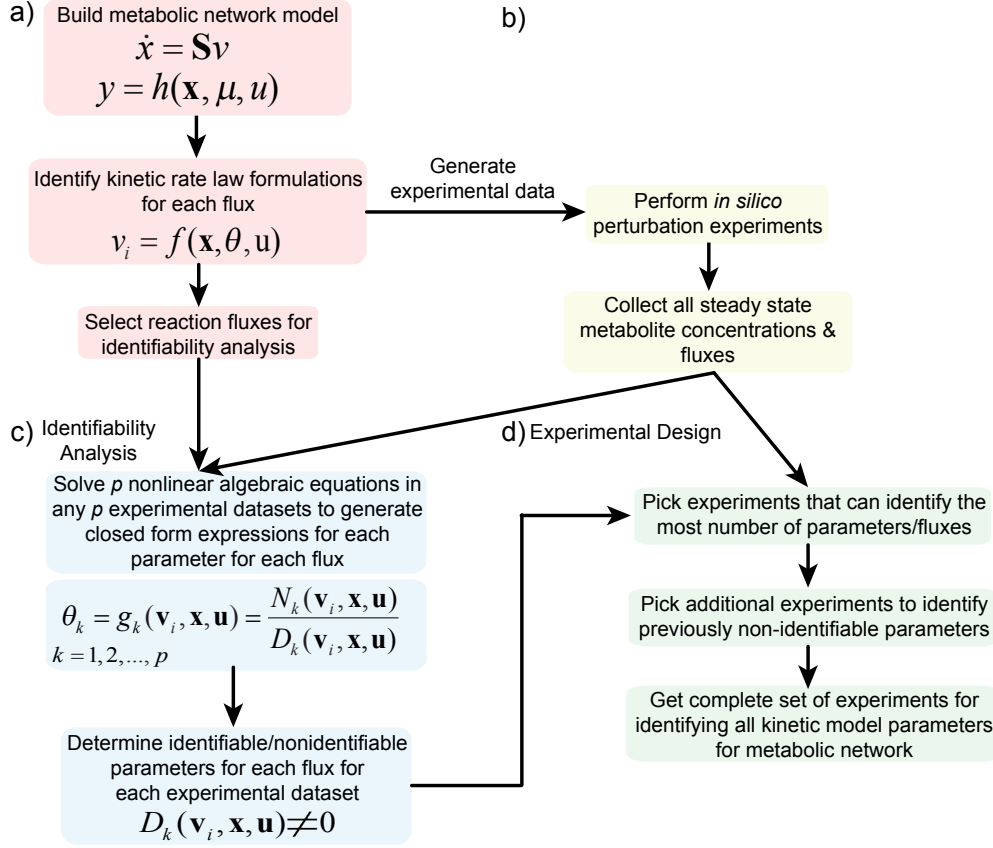 a)
Build metabolic network model
ẋ = Sv
y = h(x, μ, u)
Identify kinetic rate law formulations
for each flux
v_i = f(x, θ, u)
Select reaction fluxes for
identifiability analysis
b)
Generate
experimental data
Perform in silico
perturbation experiments
Collect all steady state
metabolite concentrations &
fluxes
c) Identifiability
Analysis
Solve p nonlinear algebraic equations in
any p experimental datasets to generate
closed form expressions for each
parameter for each flux
θ_k = g_k(v_i, x, u) = N_k(v_i, x, u) / D_k(v_i, x, u)
k = 1, 2, ..., p
Determine identifiable/nonidentifiable
parameters for each flux for
each experimental dataset
D_k(v_i, x, u) ≠ 0
d) Experimental Design
Pick experiments that can identify the
most number of parameters/fluxes
Pick additional experiments to identify
previously non-identifiable parameters
Get complete set of experiments for
identifying all kinetic model parameters
for metabolic network